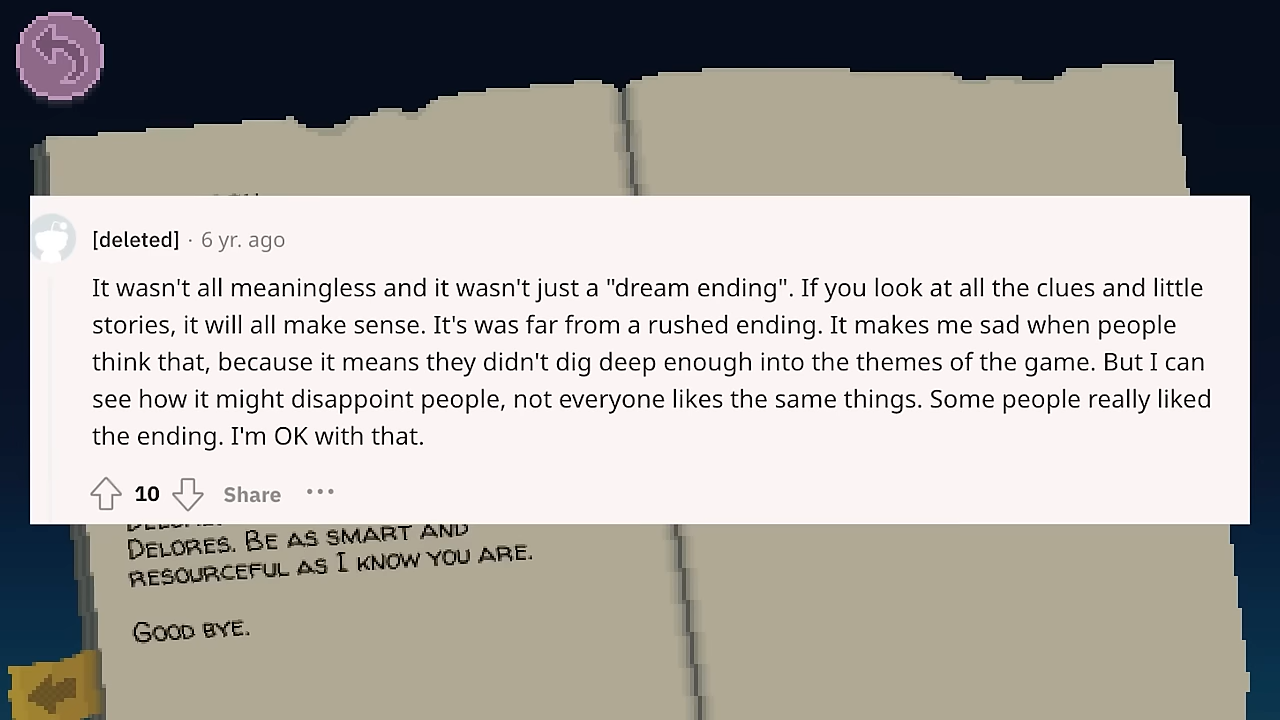 [deleted] · 6 yr. ago
It wasn't all meaningless and it wasn't just a "dream ending". If you look at all the clues and little
stories, it will all make sense. It's was far from a rushed ending. It makes me sad when people
think that, because it means they didn't dig deep enough into the themes of the game. But I can
see how it might disappoint people, not everyone likes the same things. Some people really liked
the ending. I'm OK with that.
10 Share ···
Delores. Be as smart and
resourceful as I know you are.
Good bye.